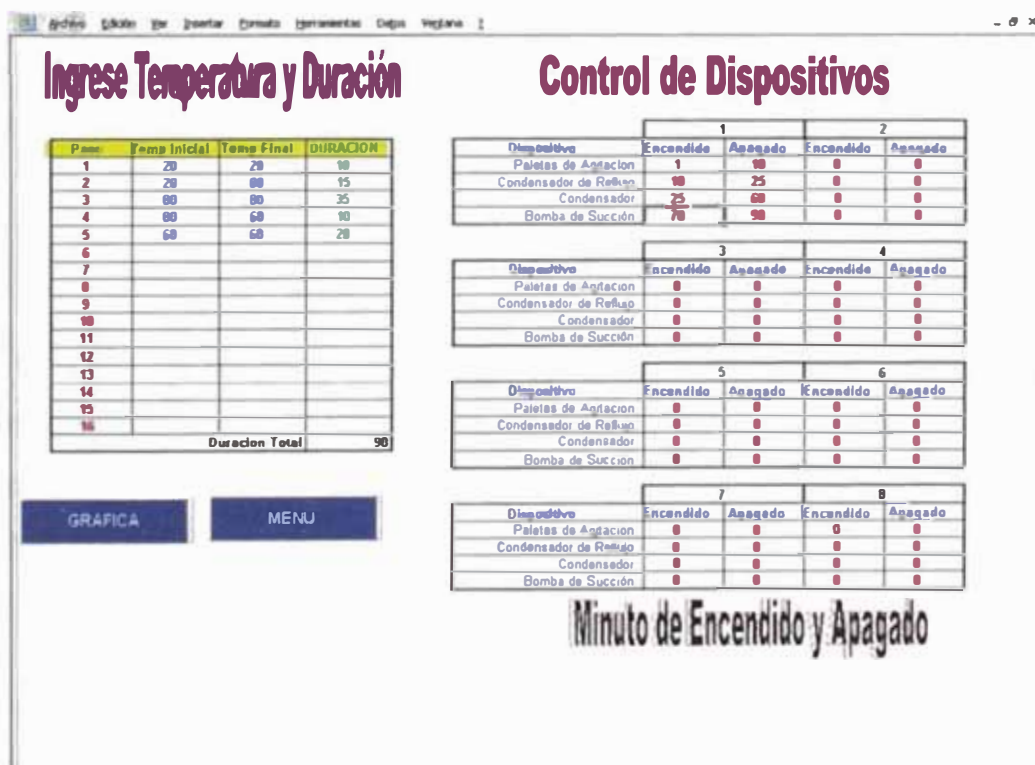 Archivo Edición Ver Insertar Formato Herramientas Datos Ventana ?
Ingrese Temperatura y Duración
Control de Dispositivos
Paso Temp Inicial Temp Final DURACION
1 20 20 10
2 20 80 15
3 80 80 35
4 80 60 10
5 60 60 20
6
7
8
9
10
11
12
13
14
15
16
Duracion Total 90
GRAFICA MENU
1 2
Dispositivo Encendido Apagado Encendido Apagado
Paletas de Agitacion 1 10 0 0
Condensador de Reflujo 10 25 0 0
Condensador 25 60 0 0
Bomba de Succión 70 90 0 0
3 4
Dispositivo Encendido Apagado Encendido Apagado
Paletas de Agitacion 0 0 0 0
Condensador de Reflujo 0 0 0 0
Condensador 0 0 0 0
Bomba de Succión 0 0 0 0
5 6
Dispositivo Encendido Apagado Encendido Apagado
Paletas de Agitacion 0 0 0 0
Condensador de Reflujo 0 0 0 0
Condensador 0 0 0 0
Bomba de Succion 0 0 0 0
7 8
Dispositivo Encendido Apagado Encendido Apagado
Paletas de Agitacion 0 0 0 0
Condensador de Reflujo 0 0 0 0
Condensador 0 0 0 0
Bomba de Succión 0 0 0 0
Minuto de Encendido y Apagado